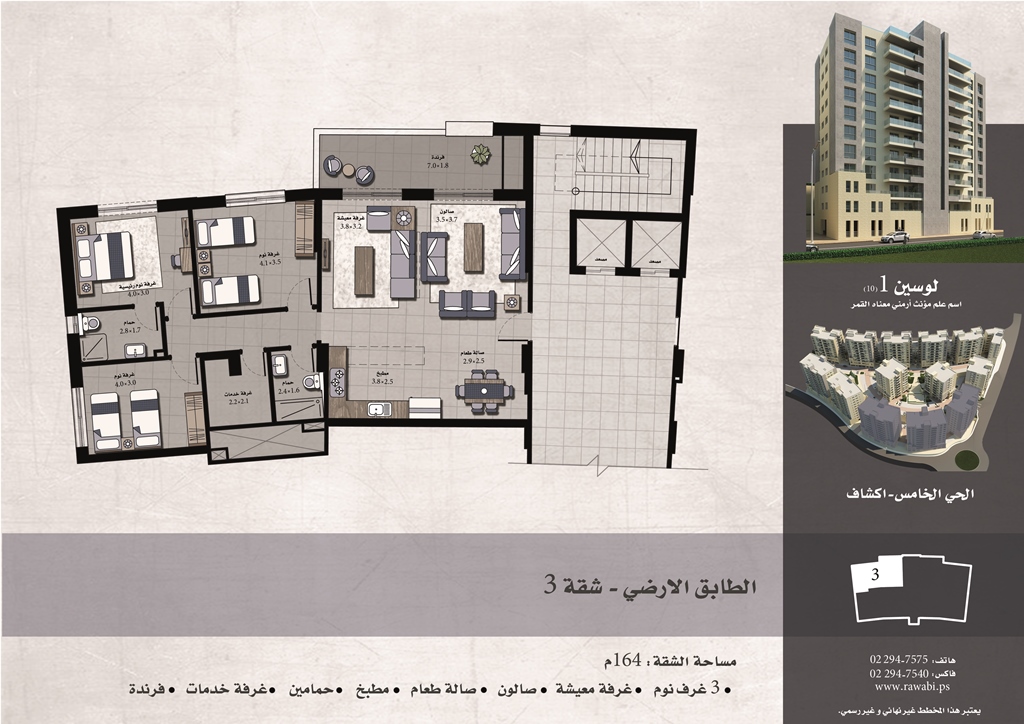 فرندة
7.0×1.8
غرفة معيشة
3.8×3.2
صالون
3.5×3.7
غرفة نوم
4.1×3.5
غرفة نوم رئيسية
4.0×3.0
حمام
2.8×1.7
غرفة نوم
4.0×3.0
غرفة خدمات
2.2×2.1
حمام
2.4×1.6
مطبخ
3.8×2.5
صالة طعام
2.9×2.5
مصعد
مصعد
لوسين 1 (10)
اسم علم مؤنث أرمني معناه القمر
الحي الخامس-اكشاف
3
الطابق الارضي - شقة 3
مساحة الشقة: 164م
• 3 غرف نوم • غرفة معيشة • صالون • صالة طعام • مطبخ • حمامين • غرفة خدمات • فرندة
هاتف: 02 294-7575
فاكس: 02 294-7540
www.rawabi.ps
يعتبر هذا المخطط غير نهائي و غير رسمي.